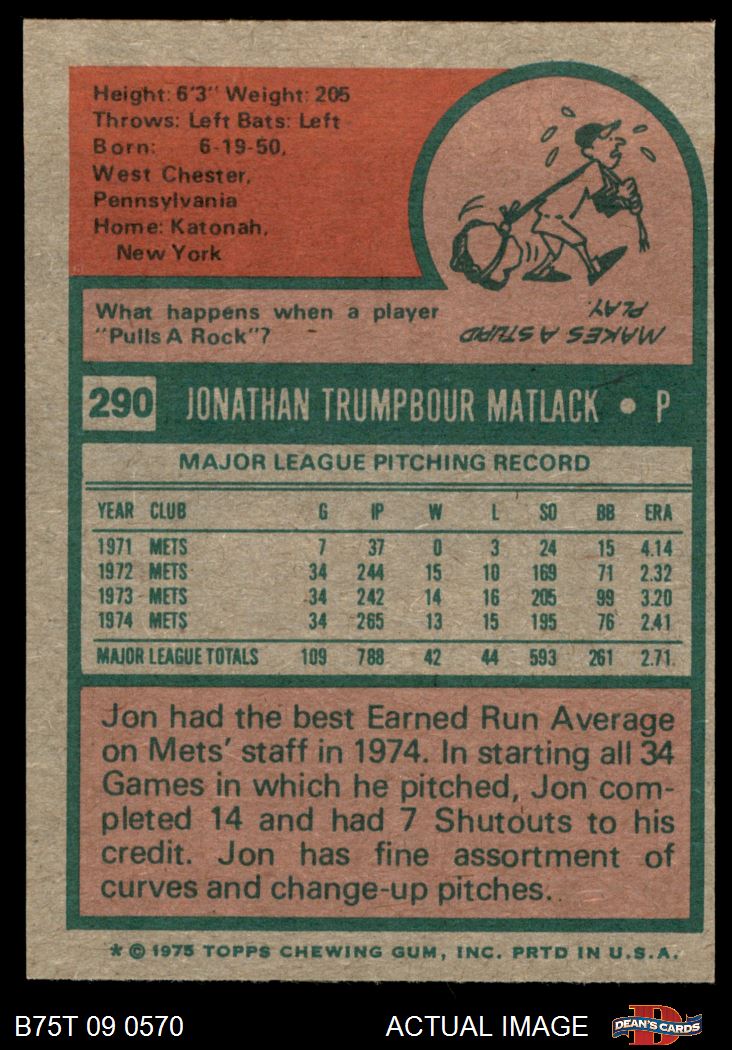 Height: 6'3" Weight: 205
Throws: Left Bats: Left
Born: 6-19-50,
West Chester,
Pennsylvania
Home: Katonah,
New York
What happens when a player
"Pulls A Rock"?
MAKES A STUPID
PLAY.
290 JONATHAN TRUMPBOUR MATLACK • P
MAJOR LEAGUE PITCHING RECORD
YEAR CLUB G IP W L SO BB ERA
1971 METS 7 37 0 3 24 15 4.14
1972 METS 34 244 15 10 169 71 2.32
1973 METS 34 242 14 16 205 99 3.20
1974 METS 34 265 13 15 195 76 2.41
MAJOR LEAGUE TOTALS 109 788 42 44 593 261 2.71
Jon had the best Earned Run Average
on Mets' staff in 1974. In starting all 34
Games in which he pitched, Jon com-
pleted 14 and had 7 Shutouts to his
credit. Jon has fine assortment of
curves and change-up pitches.
* © 1975 TOPPS CHEWING GUM, INC. PRTD IN U.S.A.
B75T 09 0570 ACTUAL IMAGE D DEAN'S CARDS